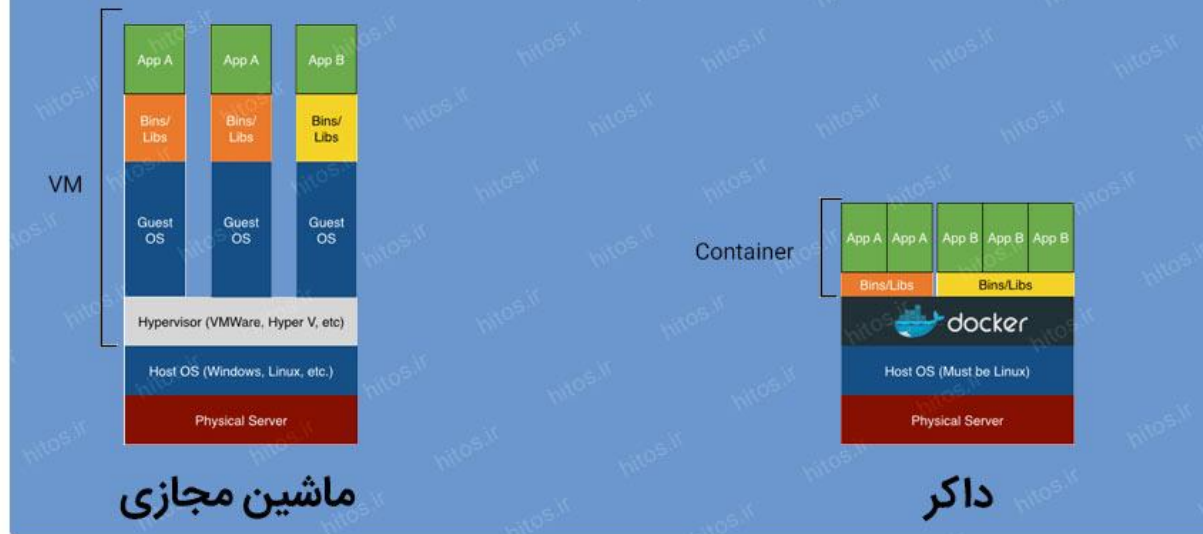 VM
App A
App A
App B
Bins/
Libs
Bins/
Libs
Bins/
Libs
Guest
OS
Guest
OS
Guest
OS
Hypervisor (VMWare, Hyper V, etc)
Host OS (Windows, Linux, etc.)
Physical Server
ماشین مجازی
Container
App A
App A
App B
App B
App B
Bins/Libs
Bins/Libs
docker
Host OS (Must be Linux)
Physical Server
داکر
hitos.ir